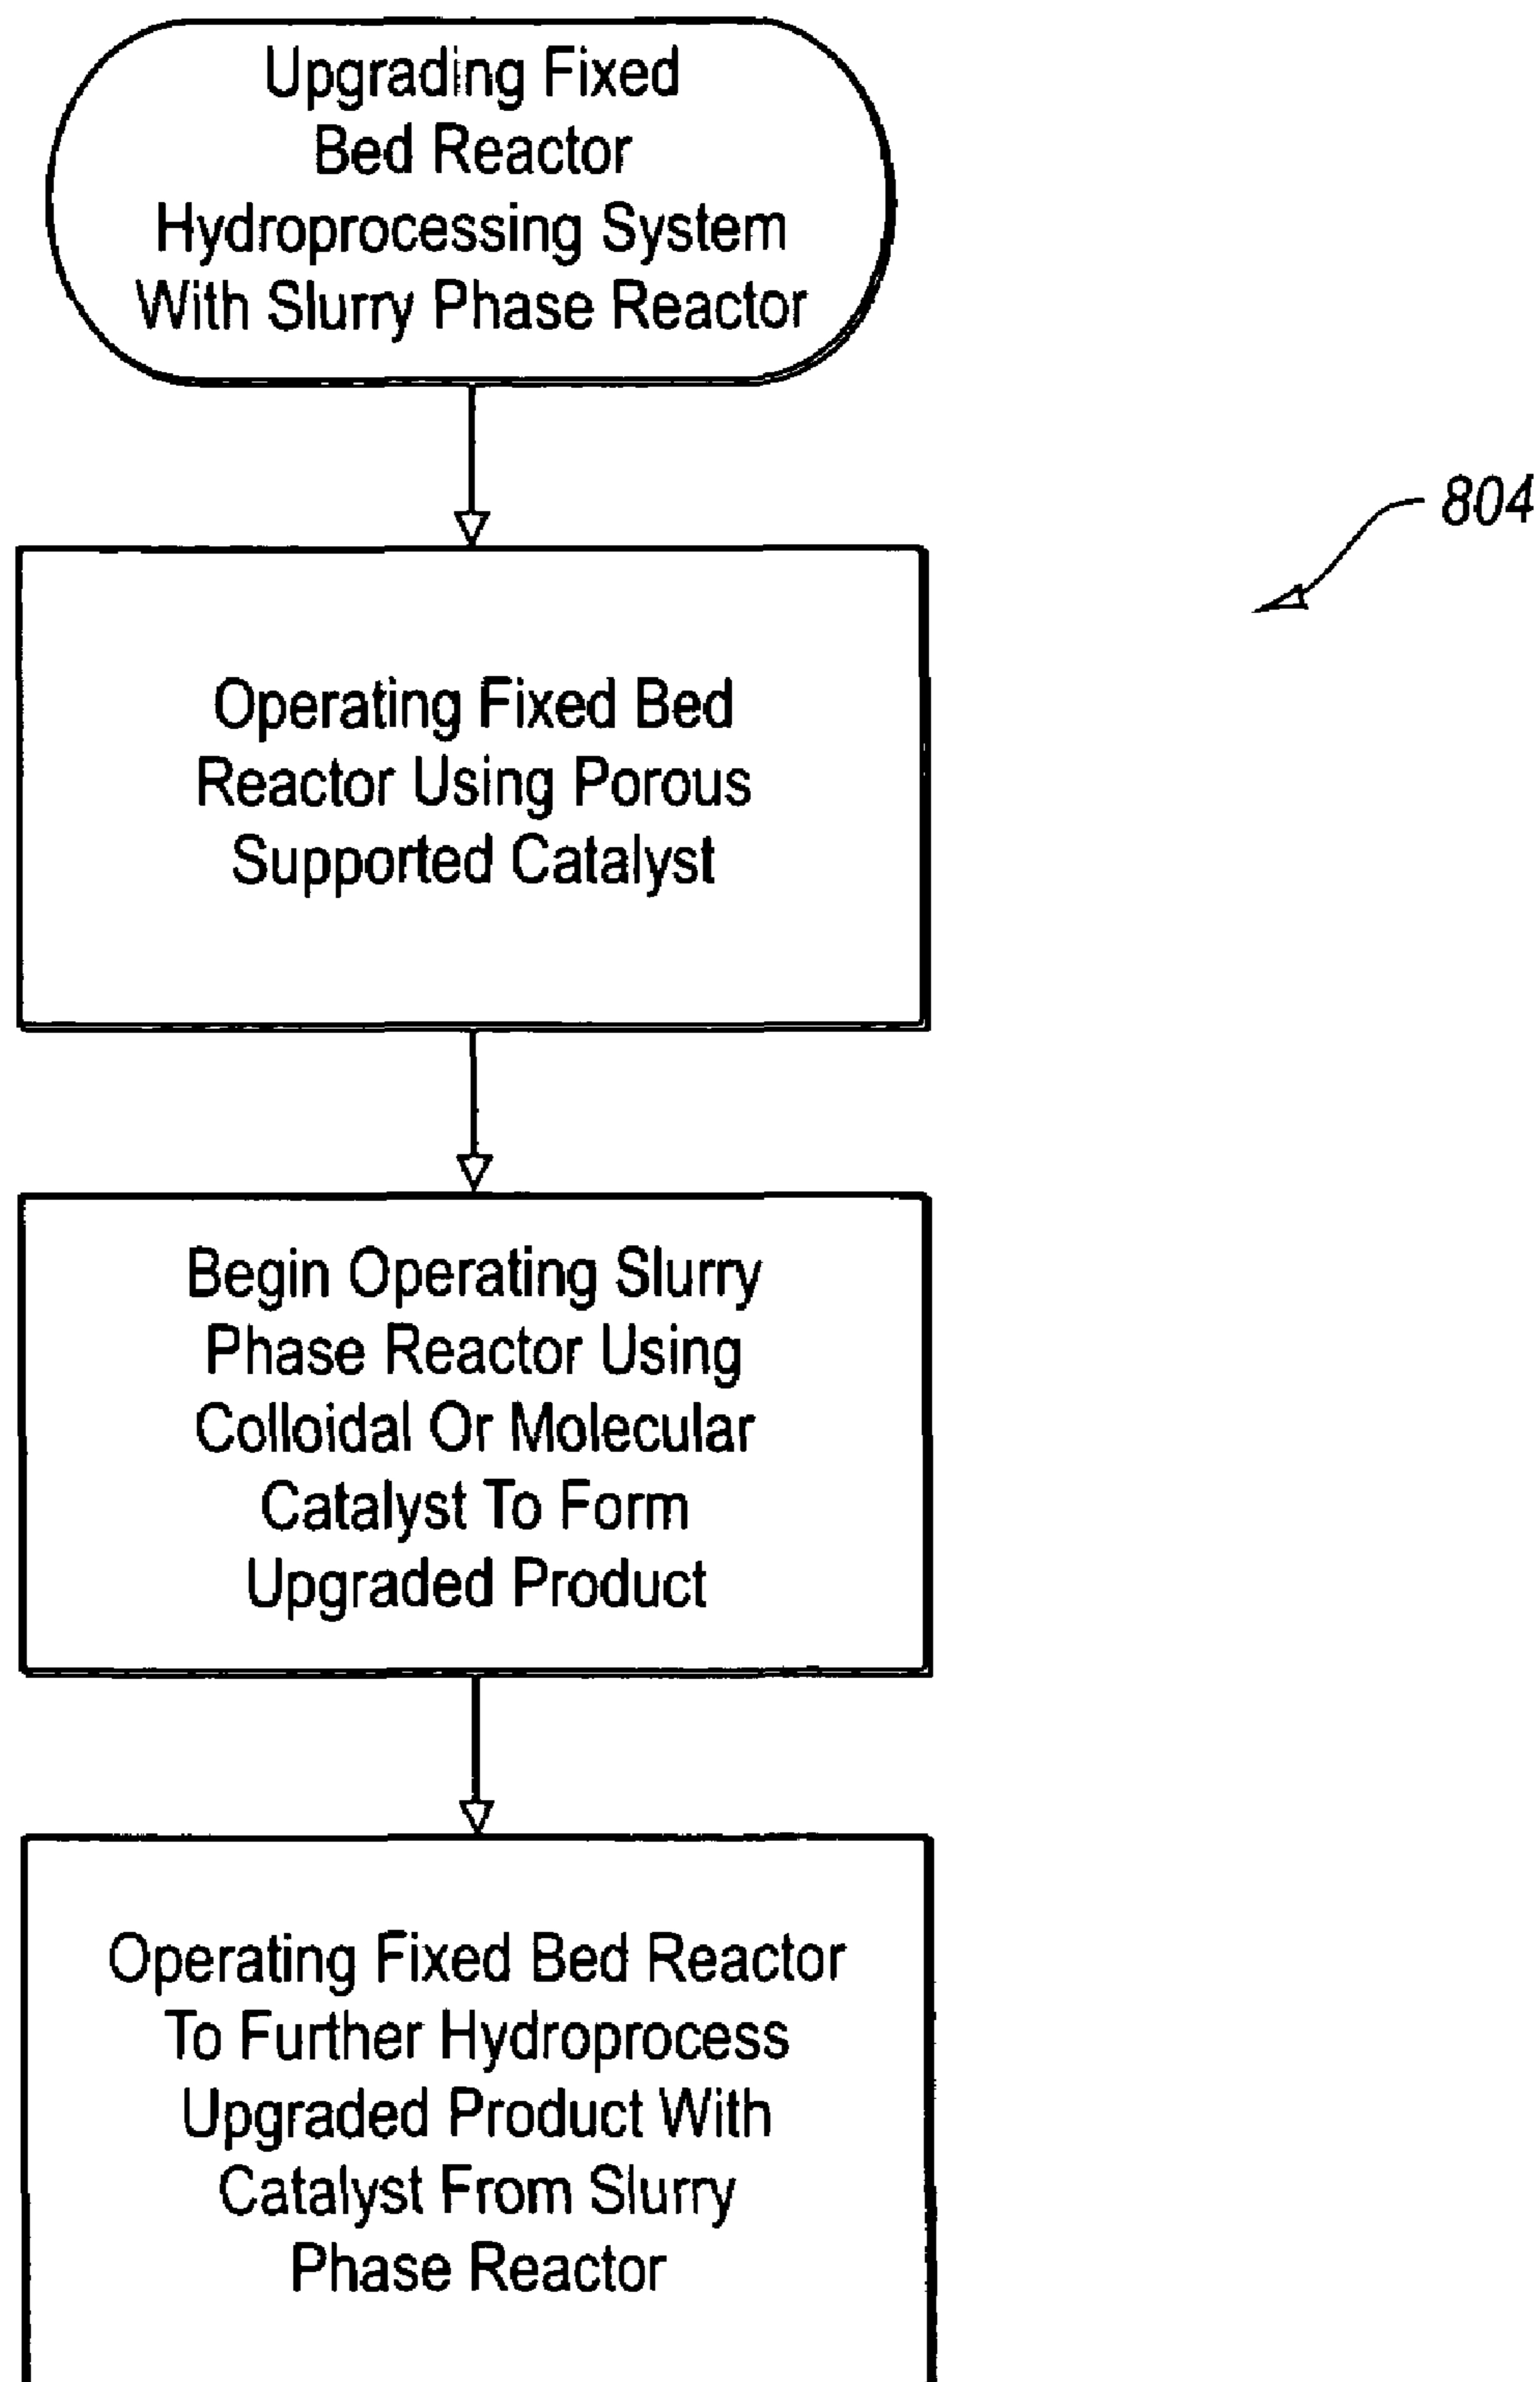 Upgrading Fixed
Bed Reactor
Hydroprocessing System
With Slurry Phase Reactor
804
Operating Fixed Bed
Reactor Using Porous
Supported Catalyst
Begin Operating Slurry
Phase Reactor Using
Colloidal Or Molecular
Catalyst To Form
Upgraded Product
Operating Fixed Bed Reactor
To Further Hydroprocess
Upgraded Product With
Catalyst From Slurry
Phase Reactor